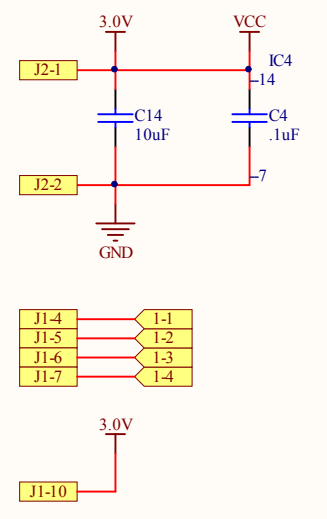 3.0V VCC
J2-1 IC4
14
C14 C4
10uF .1uF
J2-2 7
GND
J1-4 1-1
J1-5 1-2
J1-6 1-3
J1-7 1-4
3.0V
J1-10